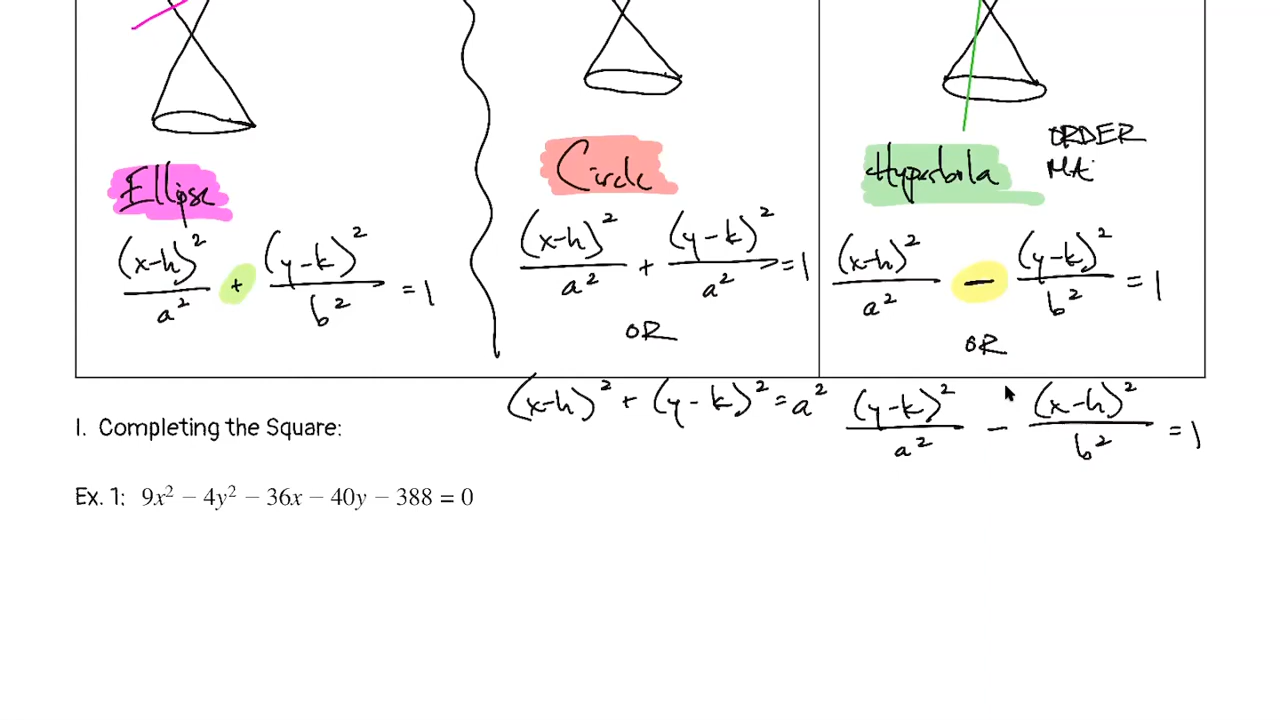 Ellipse
(x-h)²/a² + (y-k)²/b² = 1
Circle
(x-h)²/a² + (y-k)²/a² = 1
OR
(x-h)² + (y-k)² = a²
ORDER
MA
Hyperbola
(x-h)²/a² - (y-k)²/b² = 1
OR
(y-k)²/a² - (x-h)²/b² = 1
I. Completing the Square:
Ex. 1: 9x² − 4y² − 36x − 40y − 388 = 0